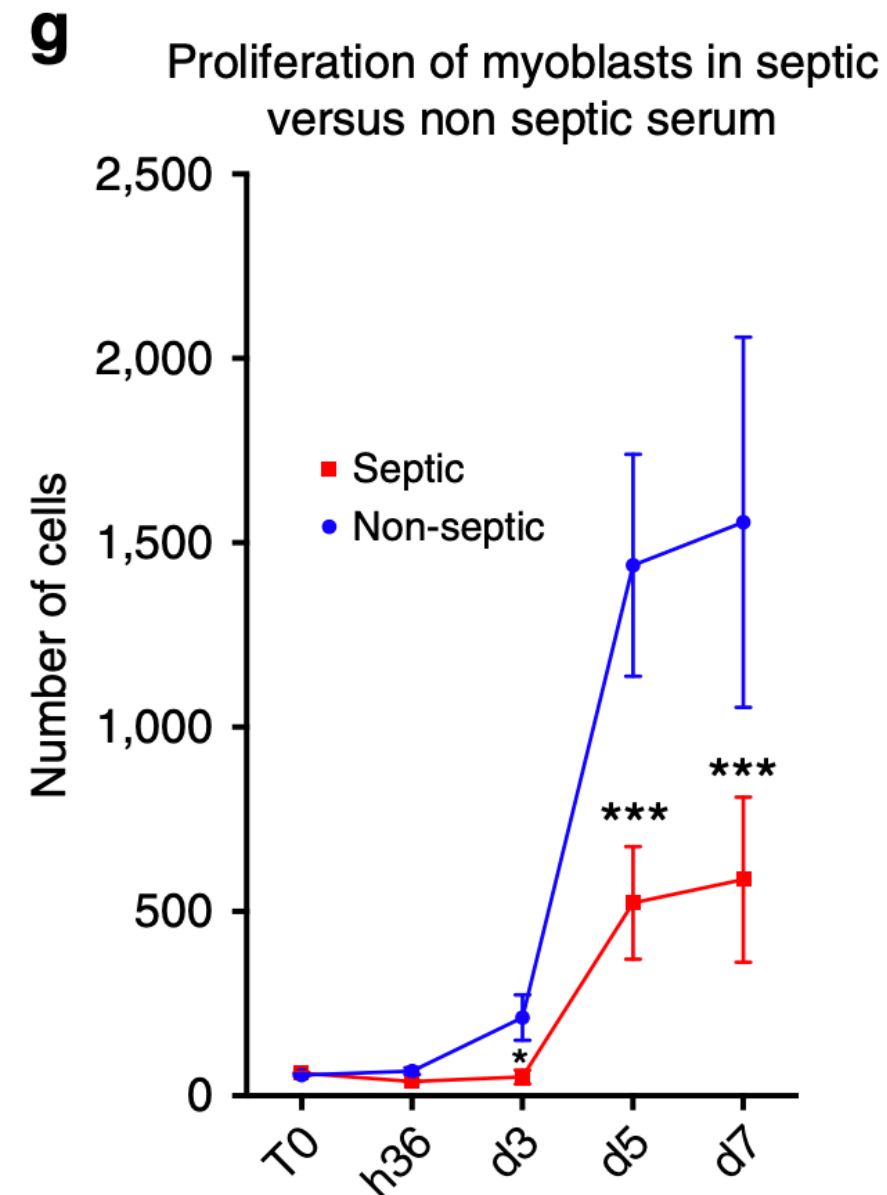 g
Proliferation of myoblasts in septic
versus non septic serum
2,500
2,000
1,500
1,000
500
0
Number of cells
Septic
Non-septic
***
***
*
T0
h36
d3
d5
d7